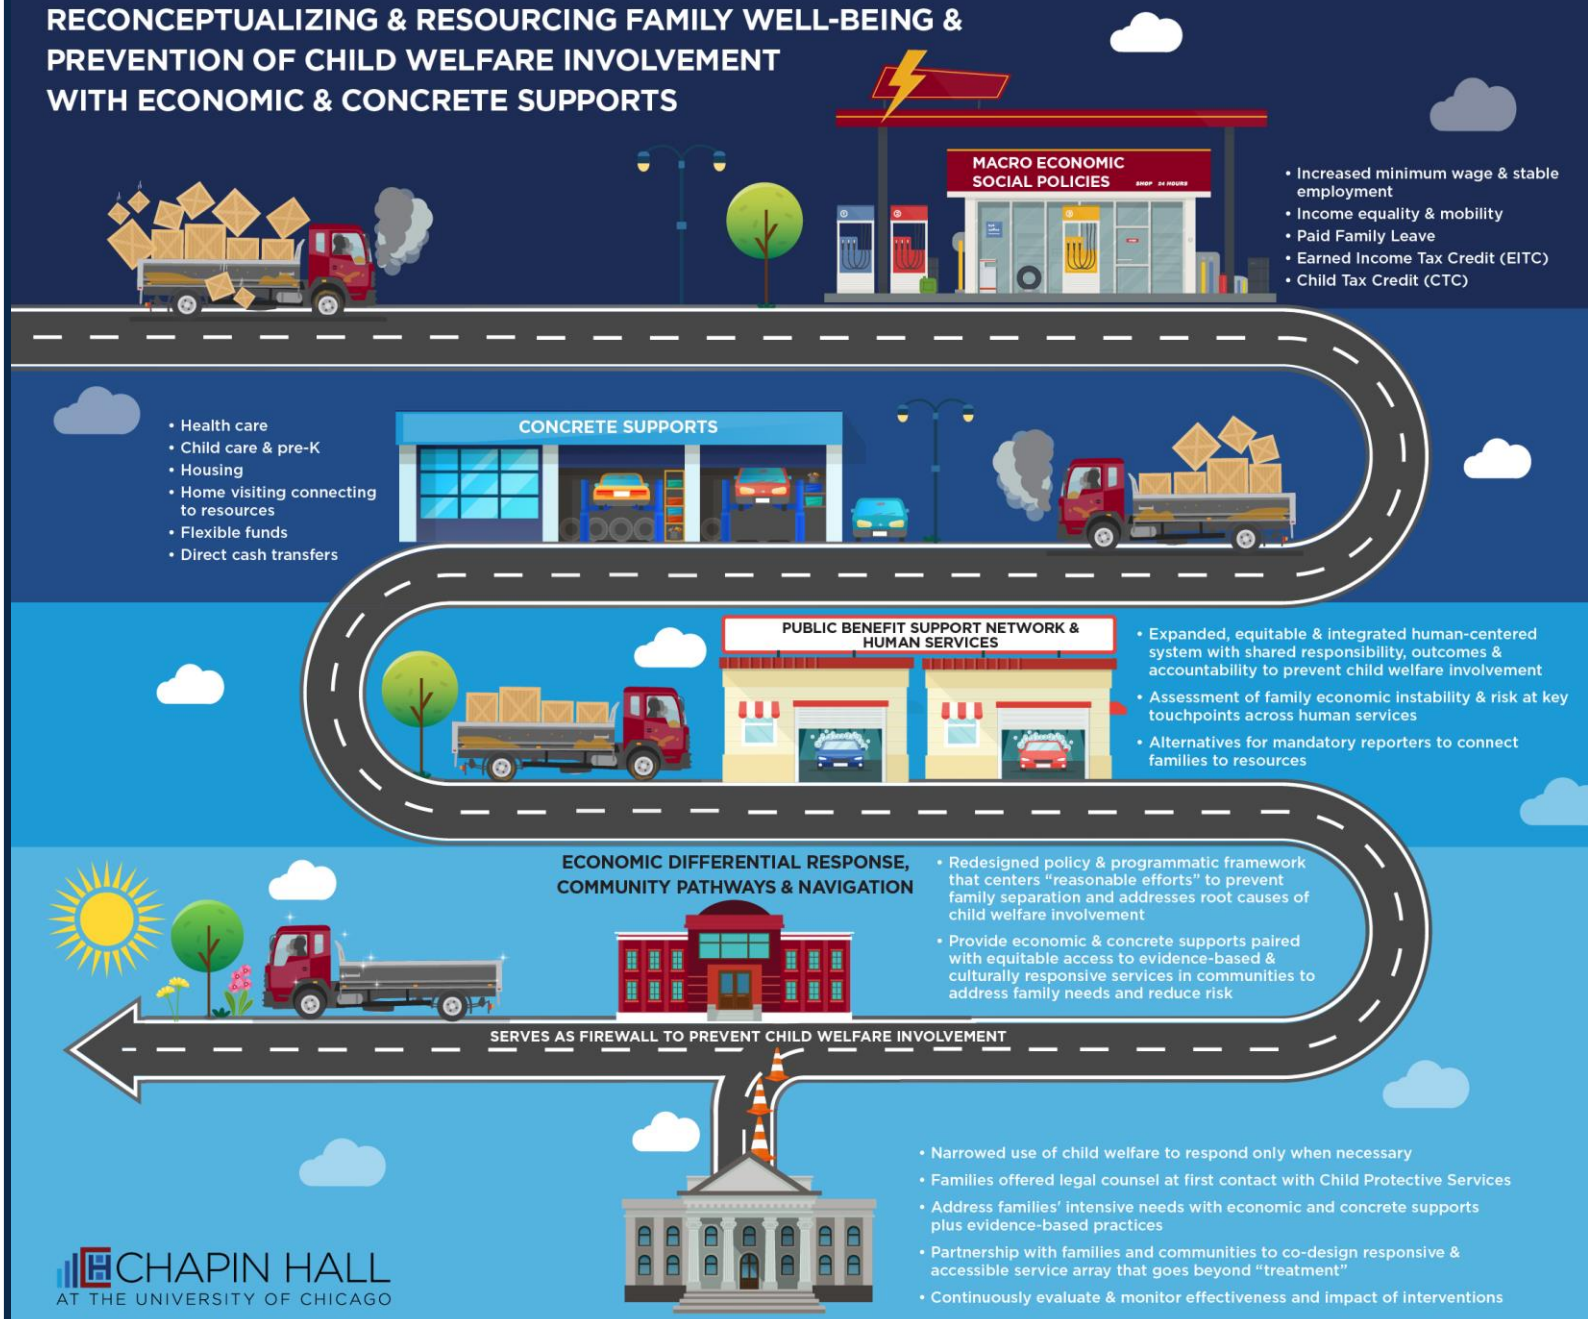 RECONCEPTUALIZING & RESOURCING FAMILY WELL-BEING &
PREVENTION OF CHILD WELFARE INVOLVEMENT
WITH ECONOMIC & CONCRETE SUPPORTS
MACRO ECONOMIC
SOCIAL POLICIES
SHOP 24 HOURS
1
2
3
• Increased minimum wage & stable
employment
• Income equality & mobility
• Paid Family Leave
• Earned Income Tax Credit (EITC)
• Child Tax Credit (CTC)
• Health care
• Child care & pre-K
• Housing
• Home visiting connecting
to resources
• Flexible funds
• Direct cash transfers
CONCRETE SUPPORTS
PUBLIC BENEFIT SUPPORT NETWORK &
HUMAN SERVICES
• Expanded, equitable & integrated human-centered
system with shared responsibility, outcomes &
accountability to prevent child welfare involvement
• Assessment of family economic instability & risk at key
touchpoints across human services
• Alternatives for mandatory reporters to connect
families to resources
ECONOMIC DIFFERENTIAL RESPONSE,
COMMUNITY PATHWAYS & NAVIGATION
• Redesigned policy & programmatic framework
that centers “reasonable efforts” to prevent
family separation and addresses root causes of
child welfare involvement
• Provide economic & concrete supports paired
with equitable access to evidence-based &
culturally responsive services in communities to
address family needs and reduce risk
SERVES AS FIREWALL TO PREVENT CHILD WELFARE INVOLVEMENT
• Narrowed use of child welfare to respond only when necessary
• Families offered legal counsel at first contact with Child Protective Services
• Address families’ intensive needs with economic and concrete supports
plus evidence-based practices
• Partnership with families and communities to co-design responsive &
accessible service array that goes beyond “treatment”
• Continuously evaluate & monitor effectiveness and impact of interventions
CHAPIN HALL
AT THE UNIVERSITY OF CHICAGO